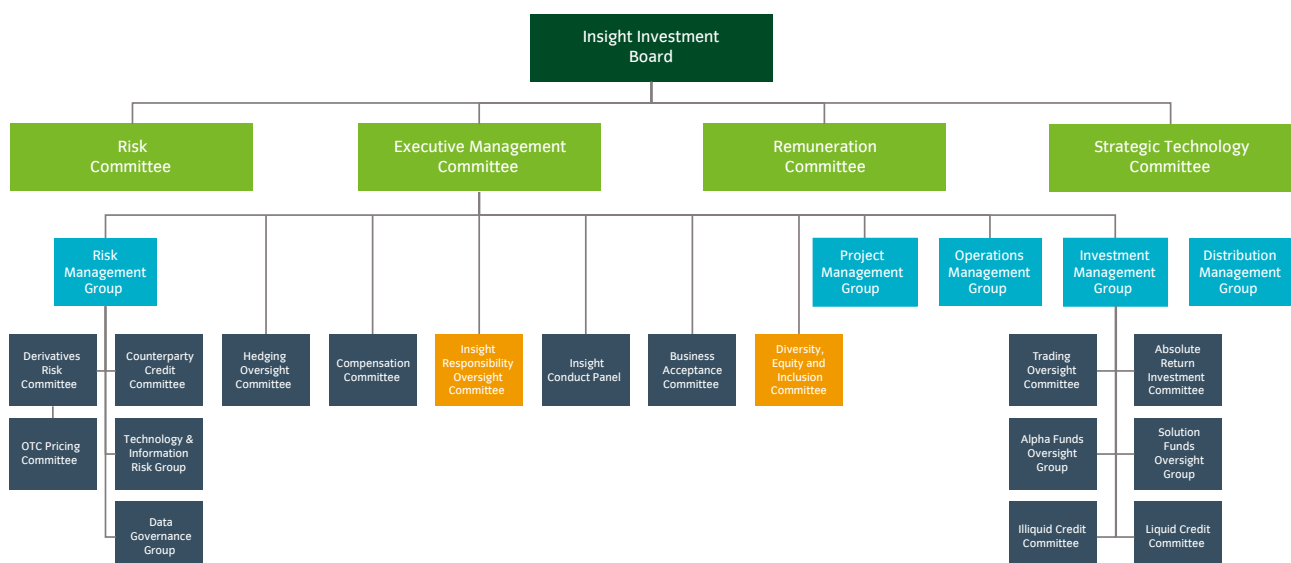 Insight Investment
Board
Risk
Committee
Executive Management
Committee
Remuneration
Committee
Strategic Technology
Committee
Risk
Management
Group
Project
Management
Group
Operations
Management
Group
Investment
Management
Group
Distribution
Management
Group
Derivatives
Risk
Committee
Counterparty
Credit
Committee
Hedging
Oversight
Committee
Compensation
Committee
Insight
Responsibility
Oversight
Committee
Insight
Conduct Panel
Business
Acceptance
Committee
Diversity,
Equity and
Inclusion
Committee
Trading
Oversight
Committee
Absolute
Return
Investment
Committee
OTC Pricing
Committee
Technology &
Information
Risk Group
Alpha Funds
Oversight
Group
Solution
Funds
Oversight
Group
Data
Governance
Group
Illiquid Credit
Committee
Liquid Credit
Committee